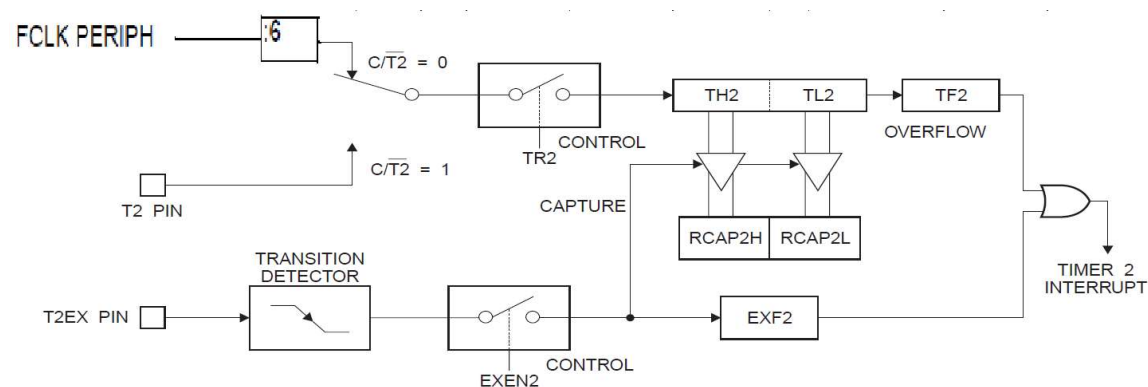 FCLK PERIPH
:6
C/T2 = 0
TH2
TL2
TF2
CONTROL
OVERFLOW
TR2
C/T2 = 1
T2 PIN
CAPTURE
RCAP2H
RCAP2L
TRANSITION
DETECTOR
TIMER 2
INTERRUPT
T2EX PIN
EXF2
CONTROL
EXEN2